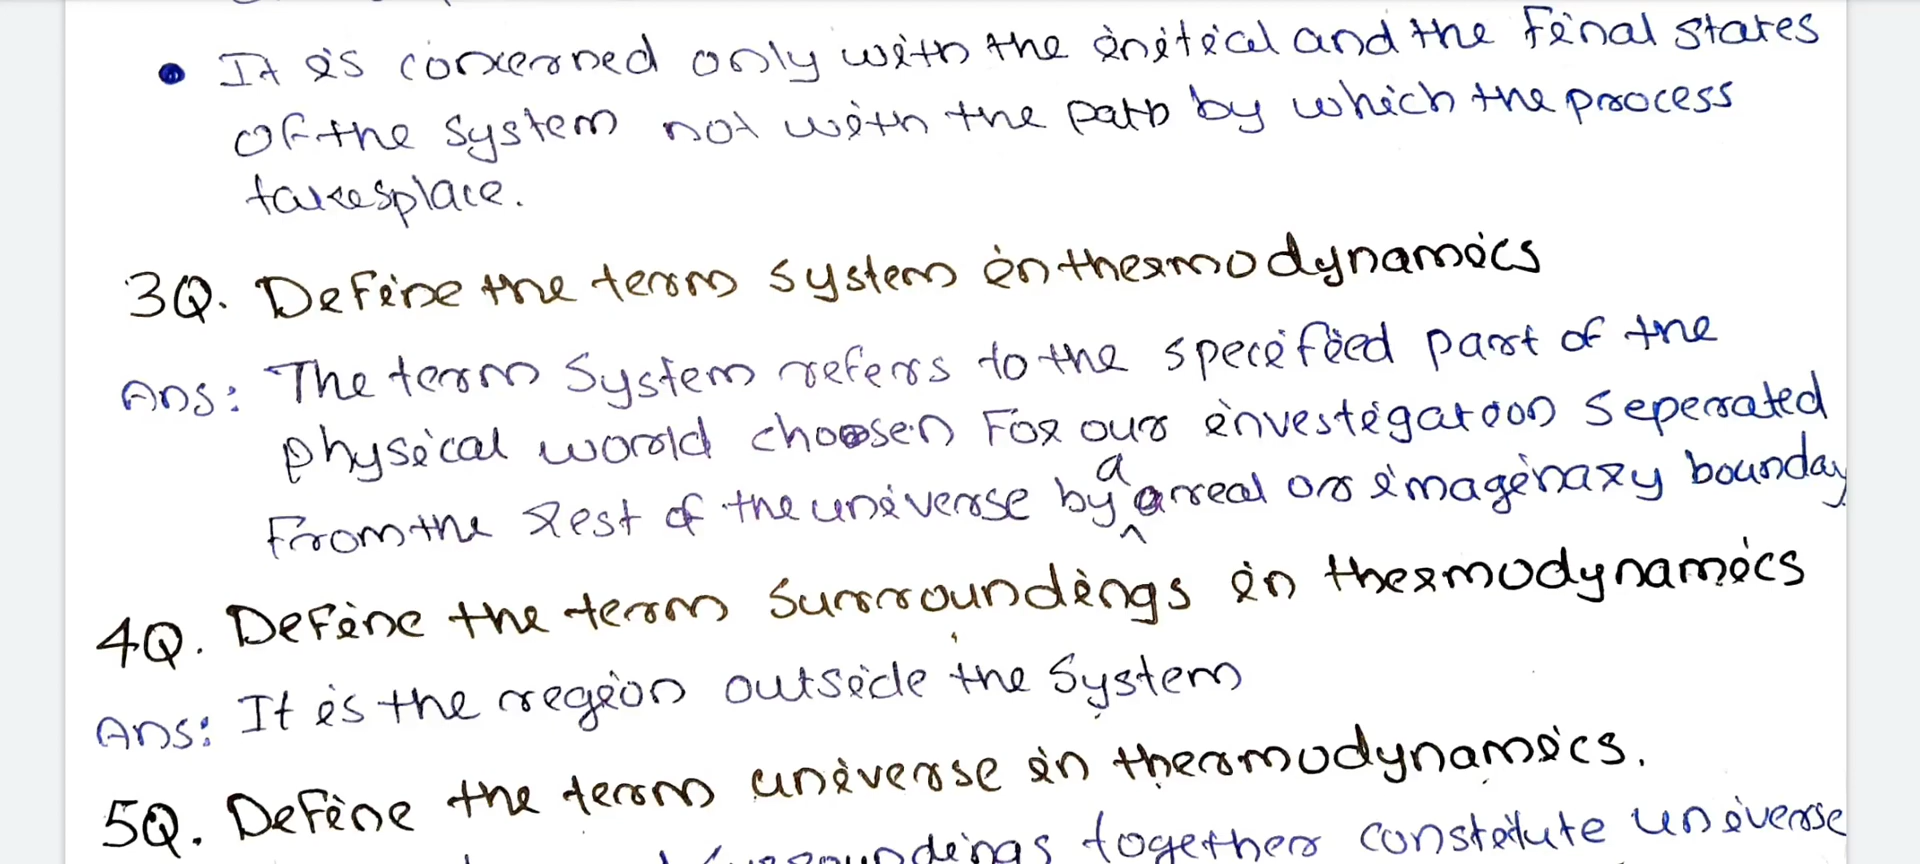 • It is concerned only with the initical and the Final States
of the system not with the path by which the process
takesplace.
3Q. Define the term system in thermodynamics
Ans: The term System refers to the specified part of the
physical world choosen For our investigation seperated
From the rest of the universe by a real or imaginary bounday
4Q. Define the term Surroundings in thermodynamics
Ans: It is the region outside the System
5Q. Define the term universe in thermodynamics.
together constitute universe